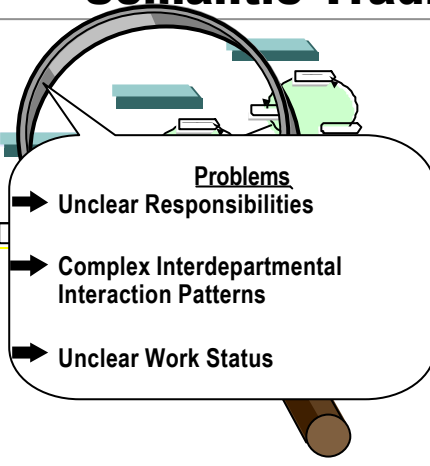 Problems
Unclear Responsibilities
Complex Interdepartmental
Interaction Patterns
Unclear Work Status